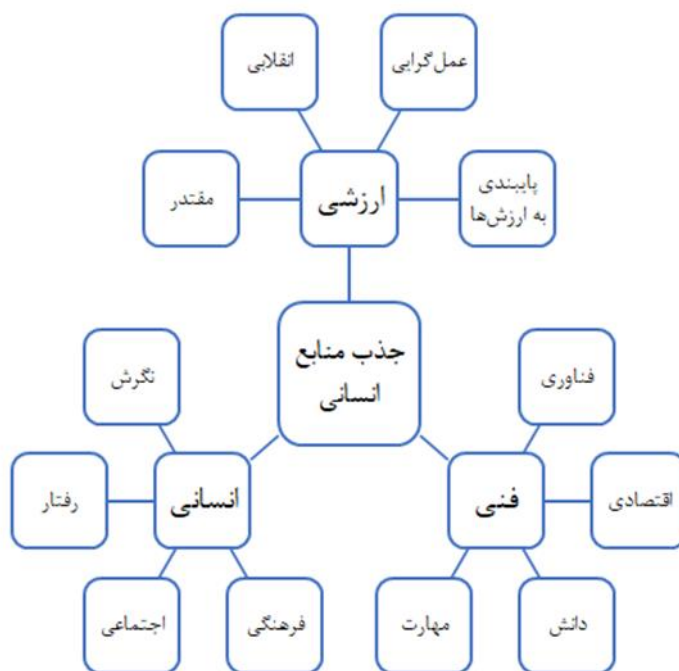 انقلابی
عمل‌گرایی
مقتدر
ارزشی
پایبندی
به ارزش‌ها
جذب منابع
انسانی
نگرش
رفتار
انسانی
اجتماعی
فرهنگی
فناوری
اقتصادی
فنی
مهارت
دانش